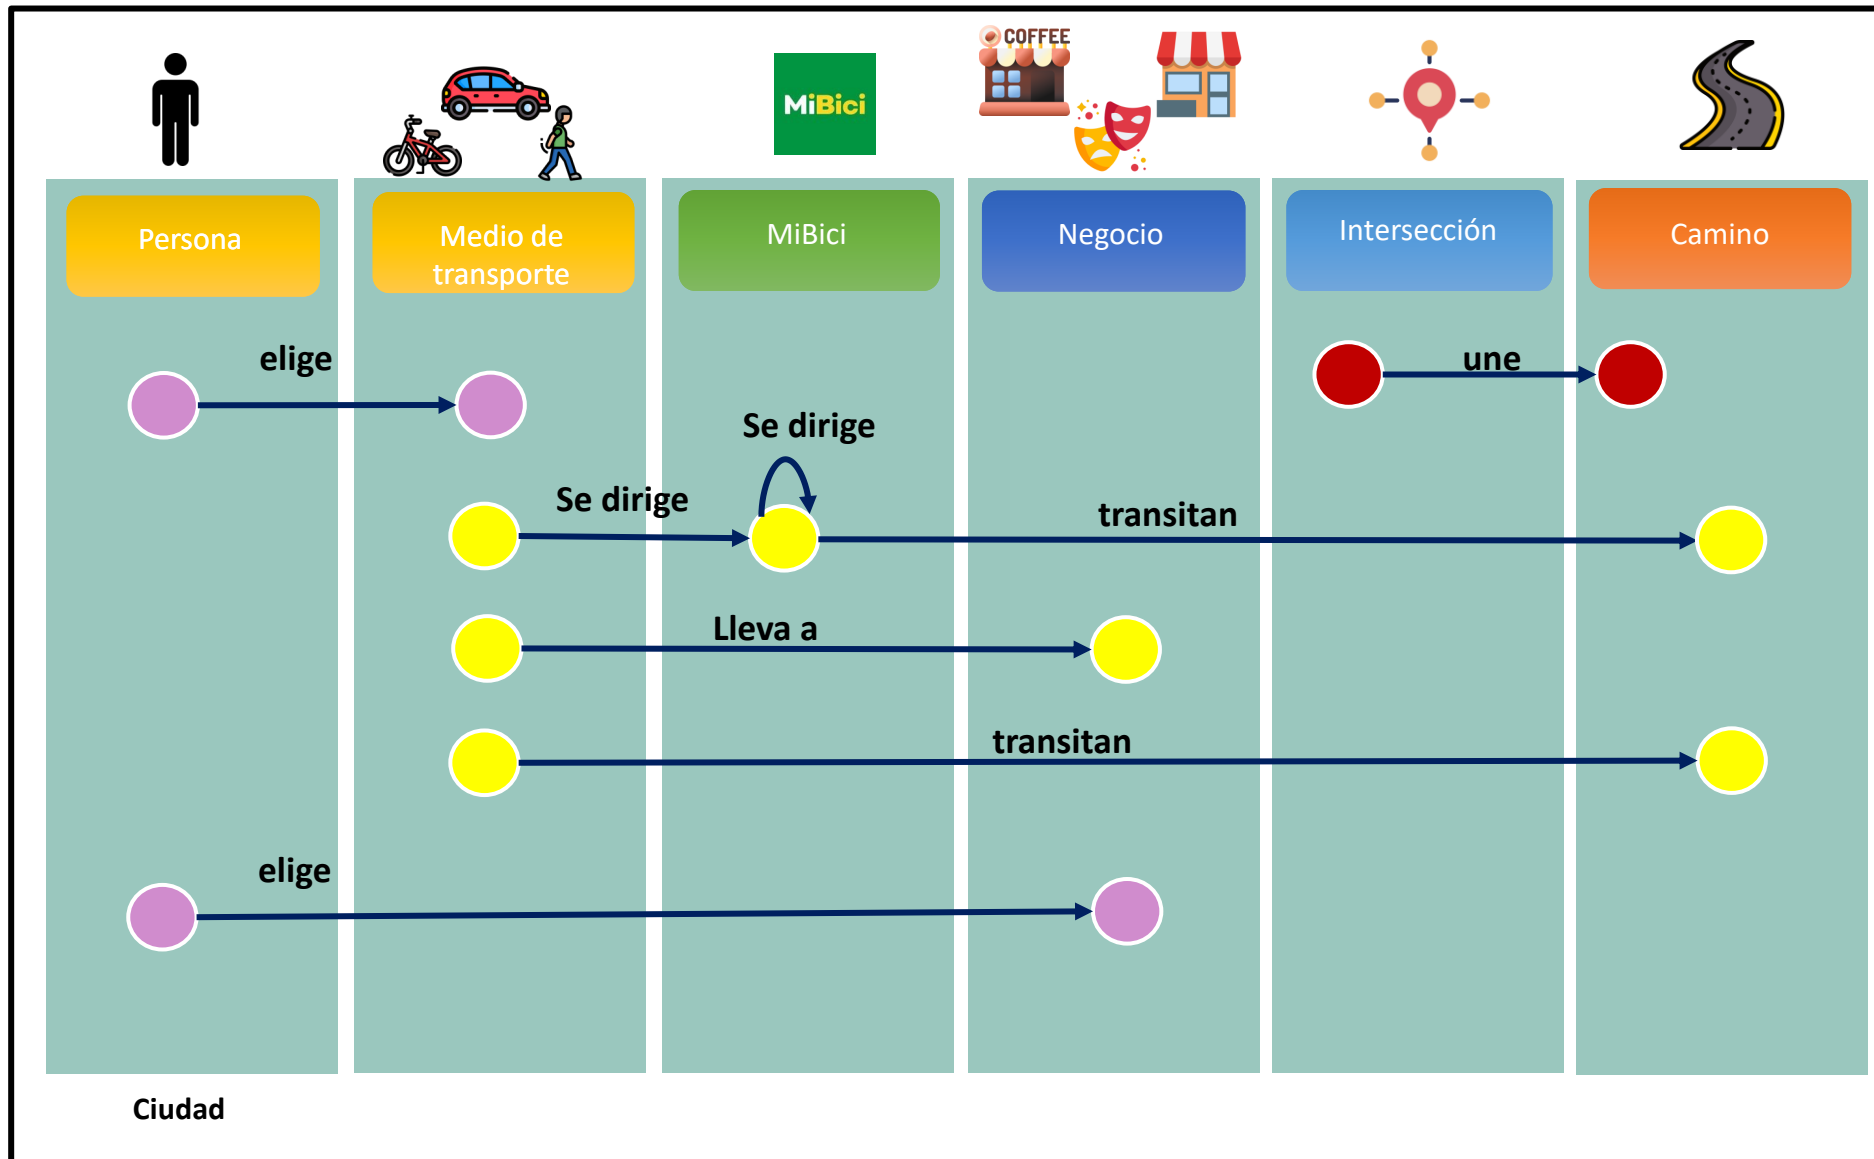 COFFEE
MiBici
Persona
Medio de
transporte
MiBici
Negocio
Intersección
Camino
elige
une
Se dirige
Se dirige
transitan
Lleva a
transitan
elige
Ciudad